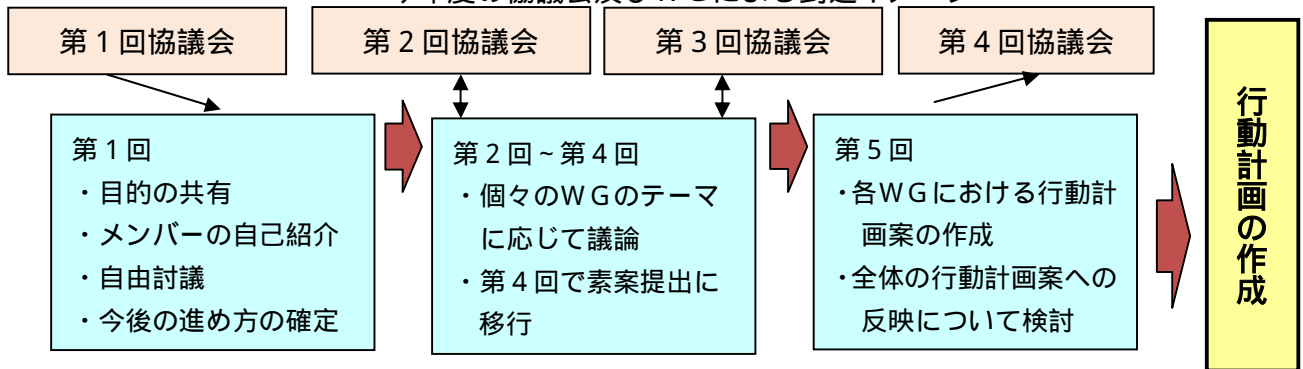 第１回協議会
第２回協議会
第３回協議会
第４回協議会
第１回
・目的の共有
・メンバーの自己紹介
・自由討議
・今後の進め方の確定
第２回～第４回
・個々のＷＧのテーマ
に応じて議論
・第４回で素案提出に
移行
第５回
・各ＷＧにおける行動計
画案の作成
・全体の行動計画案への
反映について検討
行動計画の作成